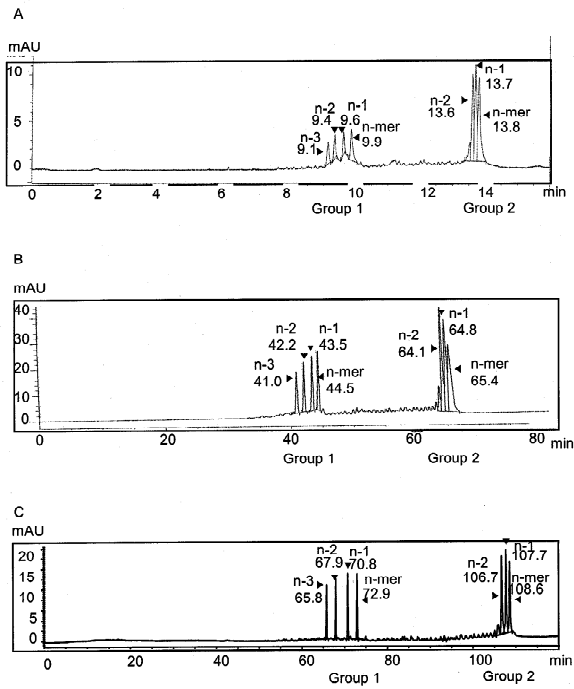 A
mAU
10
5
0
n-3
9.1
n-2
9.4
n-1
9.6
n-mer
9.9
n-2
13.6
n-1
13.7
n-mer
13.8
0 2 4 6 8 10 12 14 min
Group 1 Group 2
B
mAU
40
30
20
10
0
n-3
41.0
n-2
42.2
n-1
43.5
n-mer
44.5
n-2
64.1
n-1
64.8
n-mer
65.4
0 20 40 60 80 min
Group 1 Group 2
C
mAU
20
15
10
5
0
n-3
65.8
n-2
67.9
n-1
70.8
n-mer
72.9
n-2
106.7
n-1
107.7
n-mer
108.6
0 20 40 60 80 100 min
Group 1 Group 2